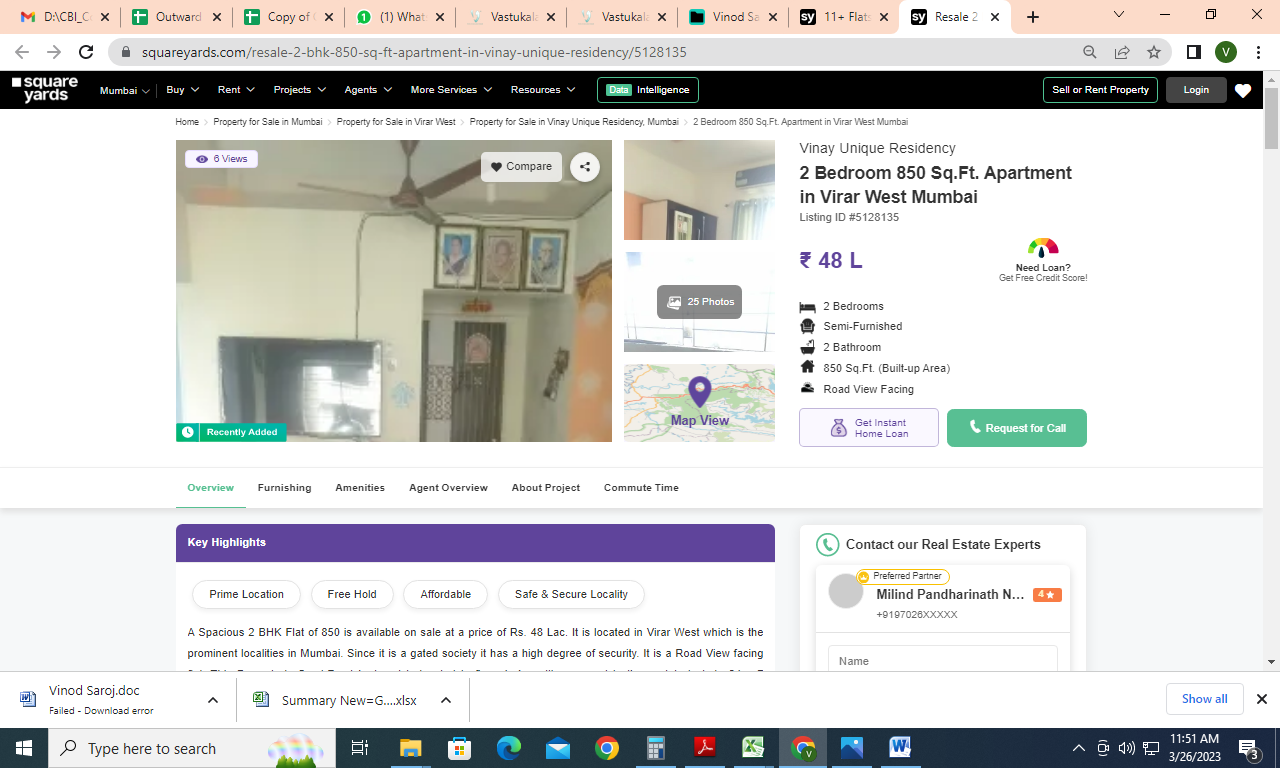 D:\CBI_Co
Outward
Copy of
(1) What
Vastukala
Vastukala
Vinod Sa
sy 11+ Flats
sy Resale 2
squareyards.com/resale-2-bhk-850-sq-ft-apartment-in-vinay-unique-residency/5128135
V
square yards
Mumbai
Buy
Rent
Projects
Agents
More Services
Resources
Data Intelligence
Sell or Rent Property
Login
Home > Property for Sale in Mumbai > Property for Sale in Virar West > Property for Sale in Vinay Unique Residency, Mumbai > 2 Bedroom 850 Sq.Ft. Apartment in Virar West Mumbai
6 Views
Compare
25 Photos
Map View
Recently Added
Vinay Unique Residency
2 Bedroom 850 Sq.Ft. Apartment
in Virar West Mumbai
Listing ID #5128135
₹ 48 L
Need Loan?
Get Free Credit Score!
2 Bedrooms
Semi-Furnished
2 Bathroom
850 Sq.Ft. (Built-up Area)
Road View Facing
Get Instant
Home Loan
Request for Call
Overview
Furnishing
Amenities
Agent Overview
About Project
Commute Time
Key Highlights
Prime Location
Free Hold
Affordable
Safe & Secure Locality
A Spacious 2 BHK Flat of 850 is available on sale at a price of Rs. 48 Lac. It is located in Virar West which is the
prominent localities in Mumbai. Since it is a gated society it has a high degree of security. It is a Road View facing
Contact our Real Estate Experts
Preferred Partner
Milind Pandharinath N...
4★
+9197026XXXXX
Name
Vinod Saroj.doc
Failed - Download error
Summary New=G....xlsx
Show all
Type here to search
11:51 AM
3/26/2023
3